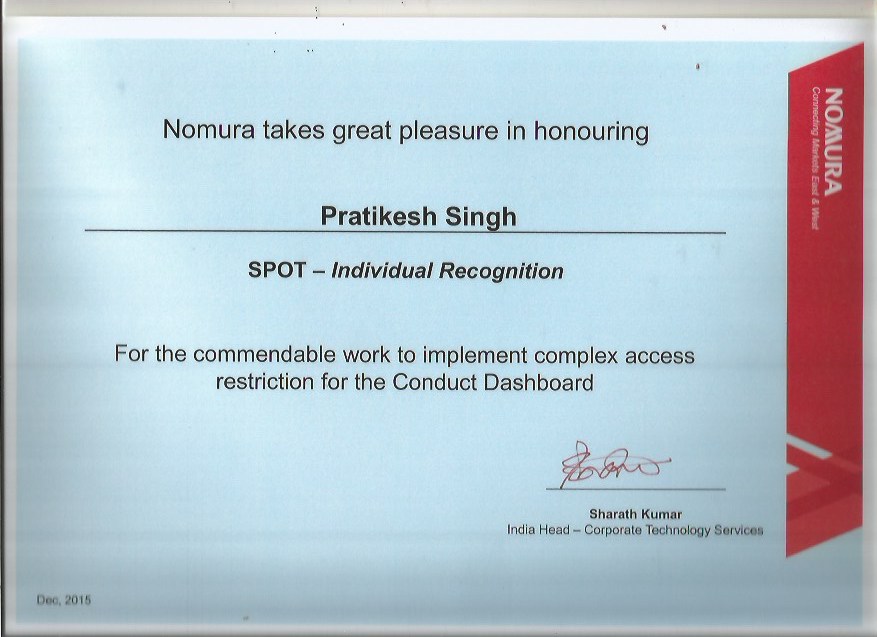 Nomura takes great pleasure in honouring
Pratikesh Singh
SPOT – Individual Recognition
For the commendable work to implement complex access
restriction for the Conduct Dashboard
Sharath Kumar
India Head – Corporate Technology Services
Dec, 2015
NOMURA
Connecting Markets East & West